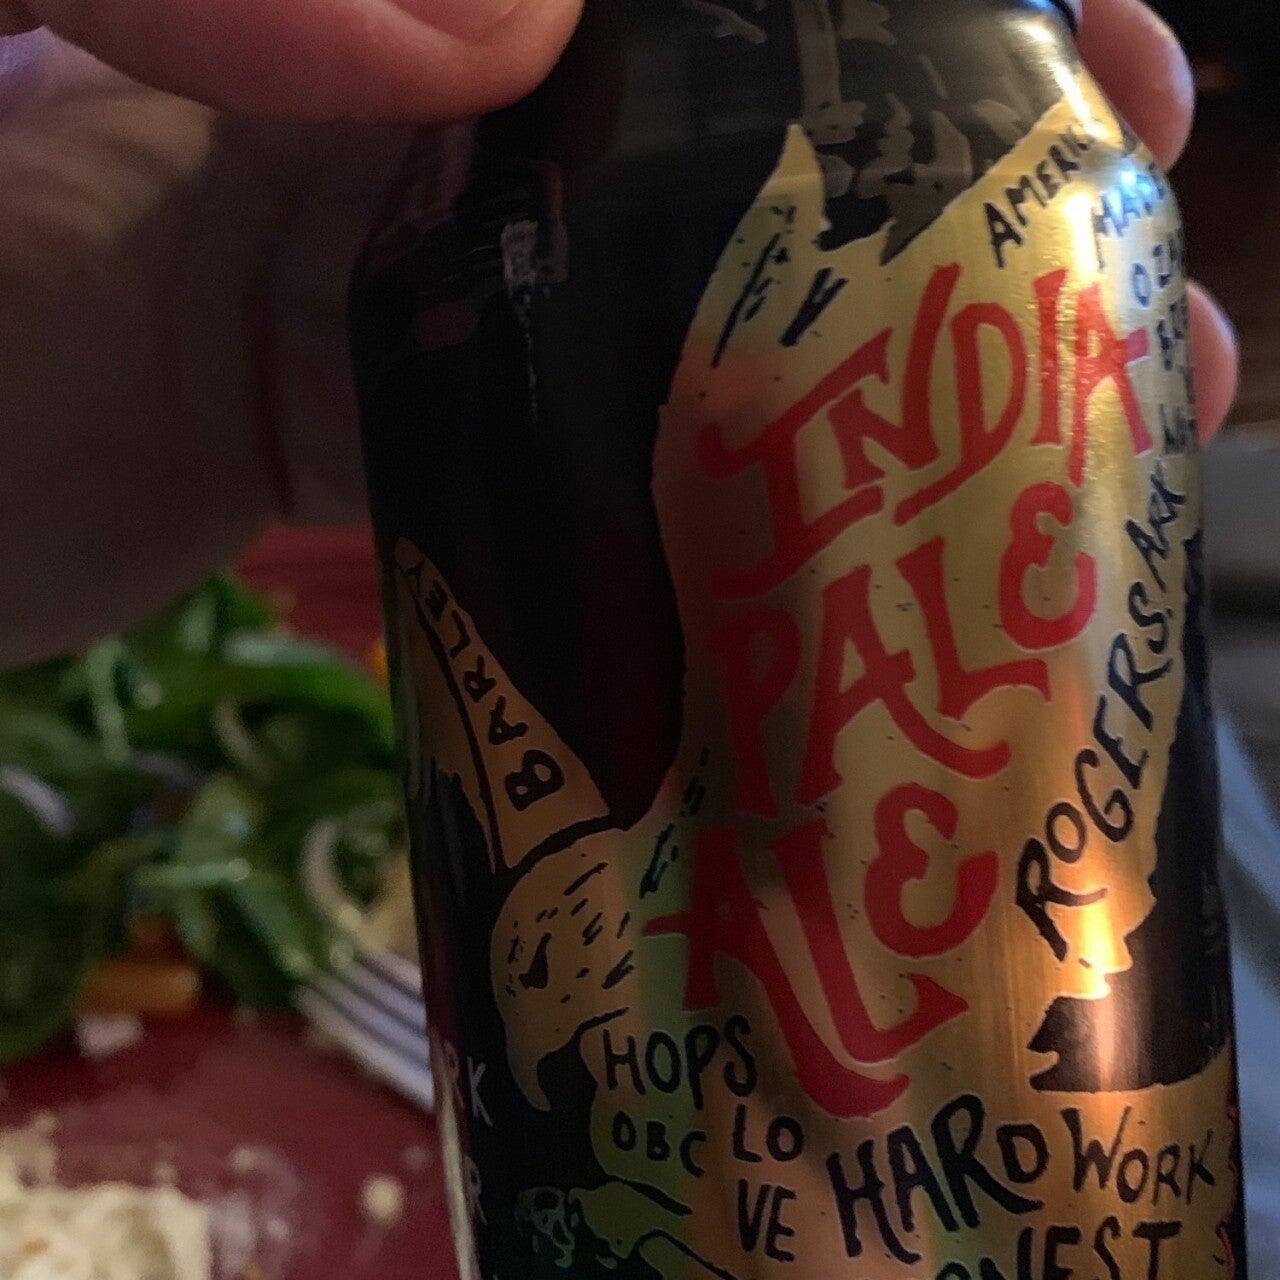 AMERIC
INDIA
PALE
ALE
ROGERS. ARK
BARLEY
HOPS
OBC
LO
VE
HARD WORK